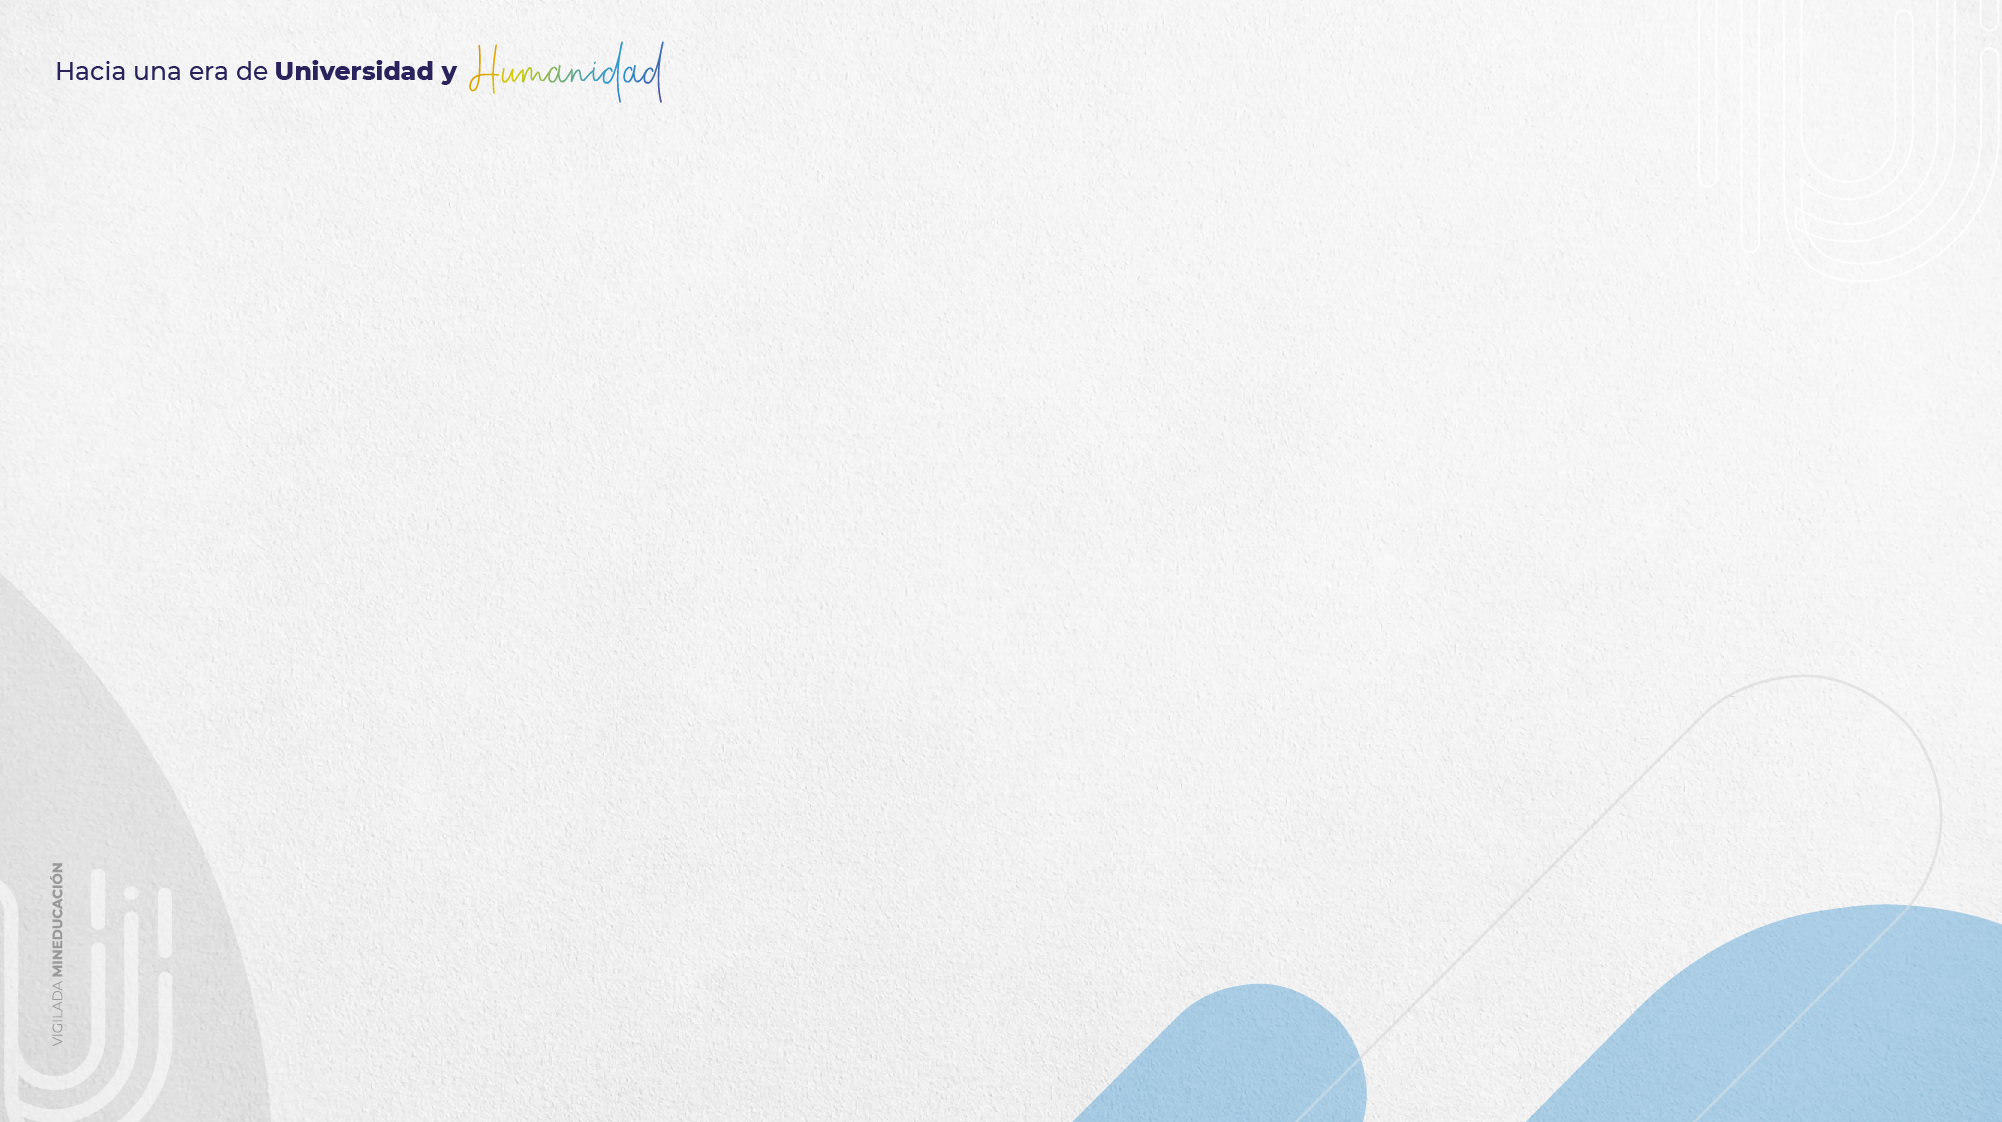 Hacia una era de Universidad y Humanidad
VIGILADA MINEDUCACIÓN